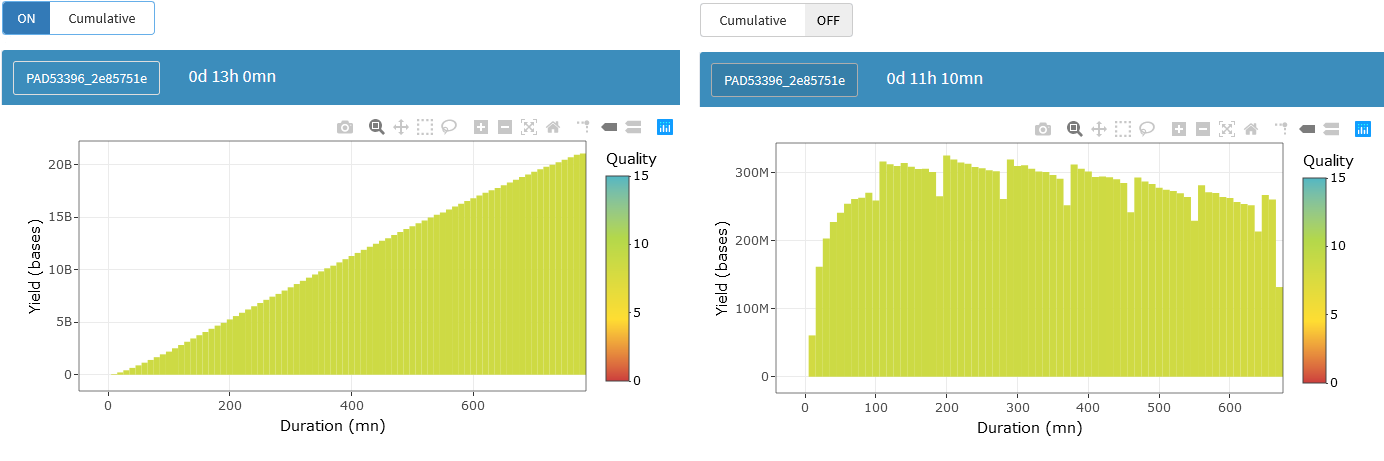 ON Cumulative
PAD53396_2e85751e 0d 13h 0mn
Quality
20B
15B
10B
5B
0
Yield (bases)
0 200 400 600
Duration (mn)
15
10
5
0
Cumulative OFF
PAD53396_2e85751e 0d 11h 10mn
Quality
300M
200M
100M
0
Yield (bases)
0 100 200 300 400 500 600
Duration (mn)
15
10
5
0